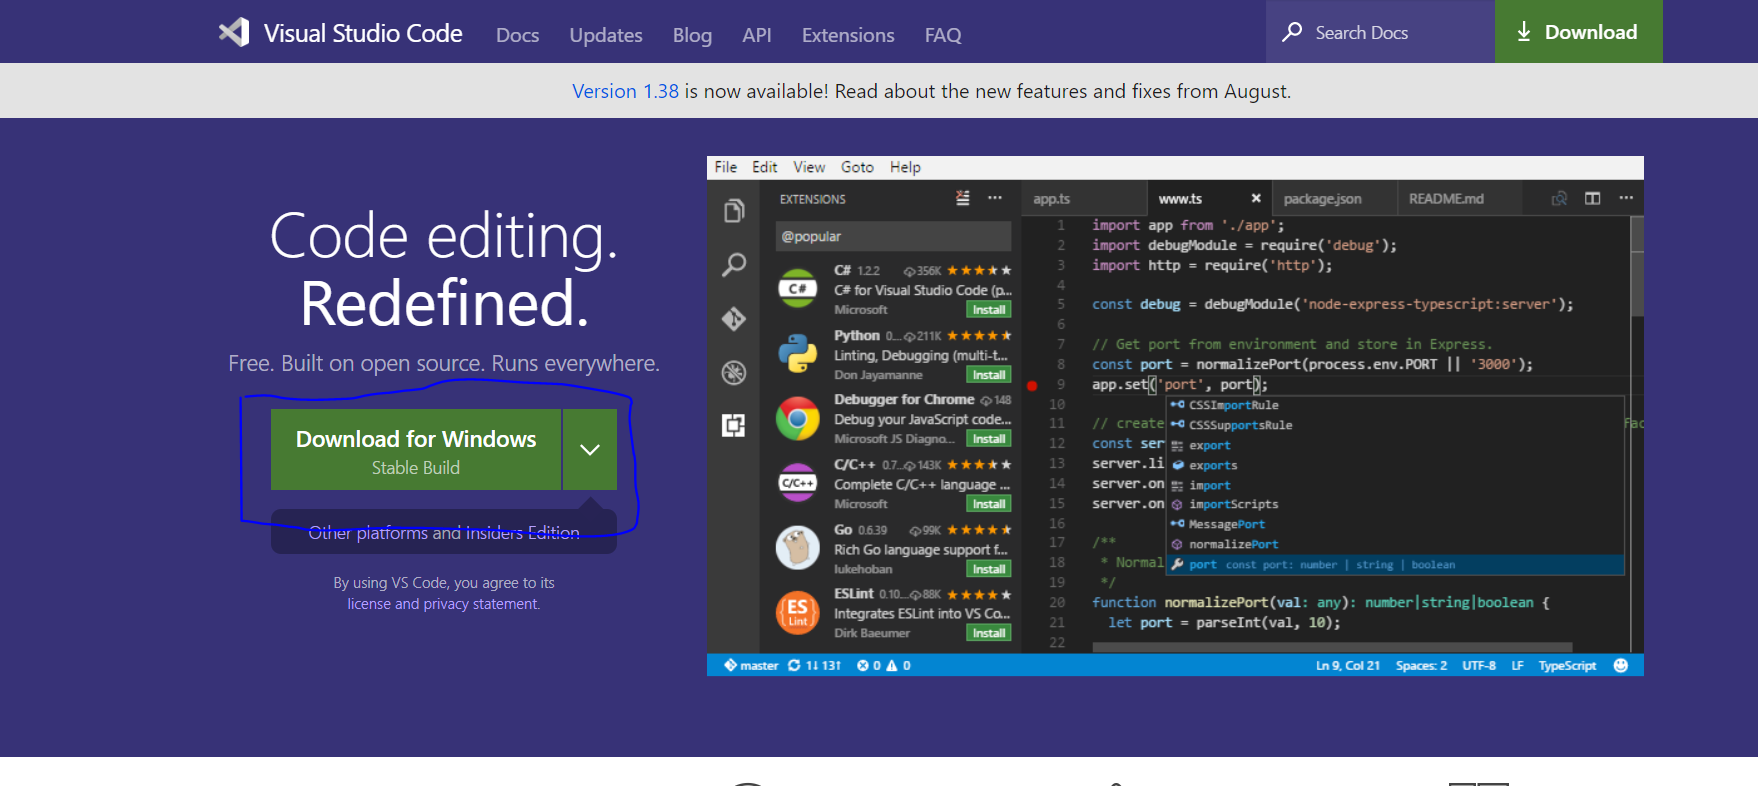 Visual Studio Code Docs Updates Blog API Extensions FAQ Search Docs Download
Version 1.38 is now available! Read about the new features and fixes from August.
Code editing.
Redefined.
Free. Built on open source. Runs everywhere.
Download for Windows
Stable Build
Other platforms and Insiders Edition
By using VS Code, you agree to its
license and privacy statement.
File Edit View Goto Help
EXTENSIONS
@popular
C# 1.2.2 356K
C# for Visual Studio Code (p...
Microsoft Install
Python 0.... 211K
Linting, Debugging (multi-t...
Don Jayamanne Install
Debugger for Chrome 148
Debug your JavaScript code...
Microsoft JS Diagno... Install
C/C++ 0.7... 143K
Complete C/C++ language ...
Microsoft Install
Go 0.6.39 99K
Rich Go language support f...
lukehoban Install
ESLint 0.10... 88K
Integrates ESLint into VS Co...
Dirk Baeumer Install
C#
C/C++
ES
Lint
app.ts www.ts package.json README.md
1 import app from './app';
2 import debugModule = require('debug');
3 import http = require('http');
4
5 const debug = debugModule('node-express-typescript:server');
6
7 // Get port from environment and store in Express.
8 const port = normalizePort(process.env.PORT || '3000');
9 app.set('port', port);
10
11 // create
12 const ser
13 server.li
14 server.on
15 server.on
16
17 /**
18 * Normal
19 */
20 function normalizePort(val: any): number|string|boolean {
21 let port = parseInt(val, 10);
22
CSSImportRule
CSSSupportsRule
export
exports
import
importScripts
MessagePort
normalizePort
port const port: number | string | boolean
master 1↓ 13↑ 0 0 Ln 9, Col 21 Spaces: 2 UTF-8 LF TypeScript